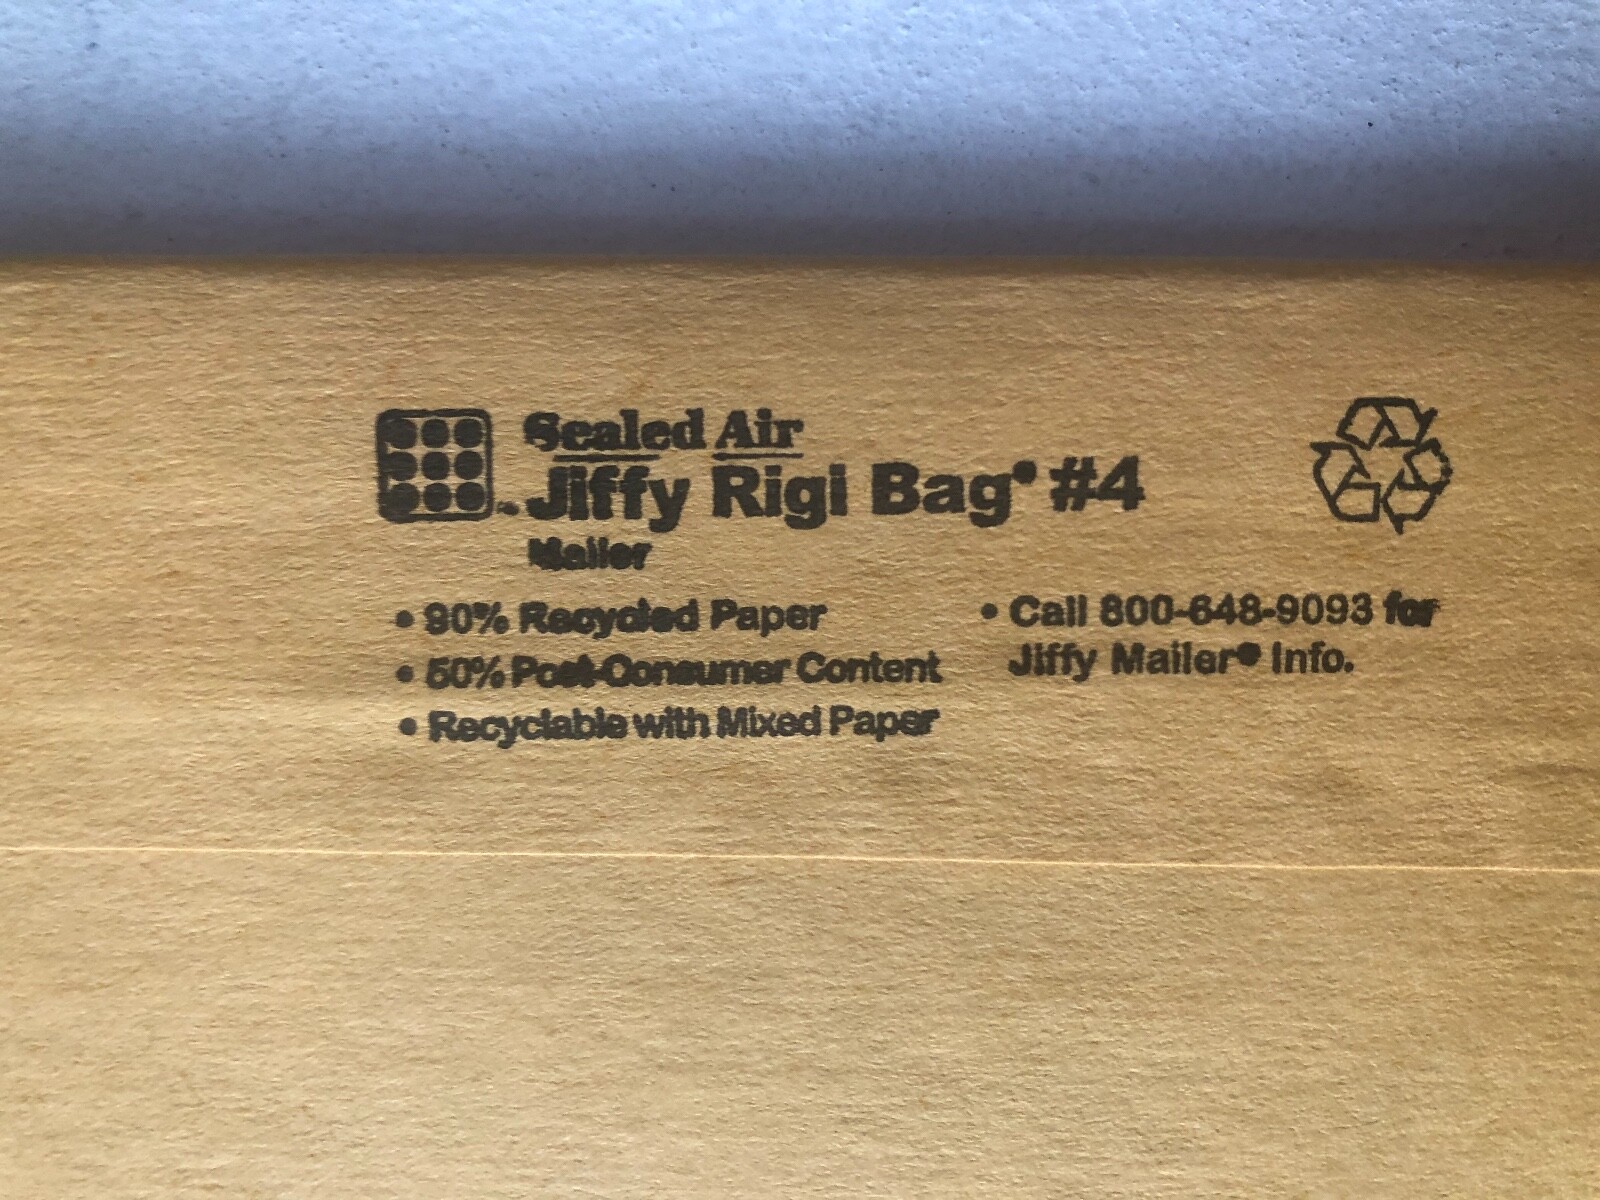 Sealed Air
Jiffy Rigi Bag® #4
Mailer
• 90% Recycled Paper
• 50% Post-Consumer Content
• Recyclable with Mixed Paper
• Call 800-648-9093 for
Jiffy Mailer® Info.